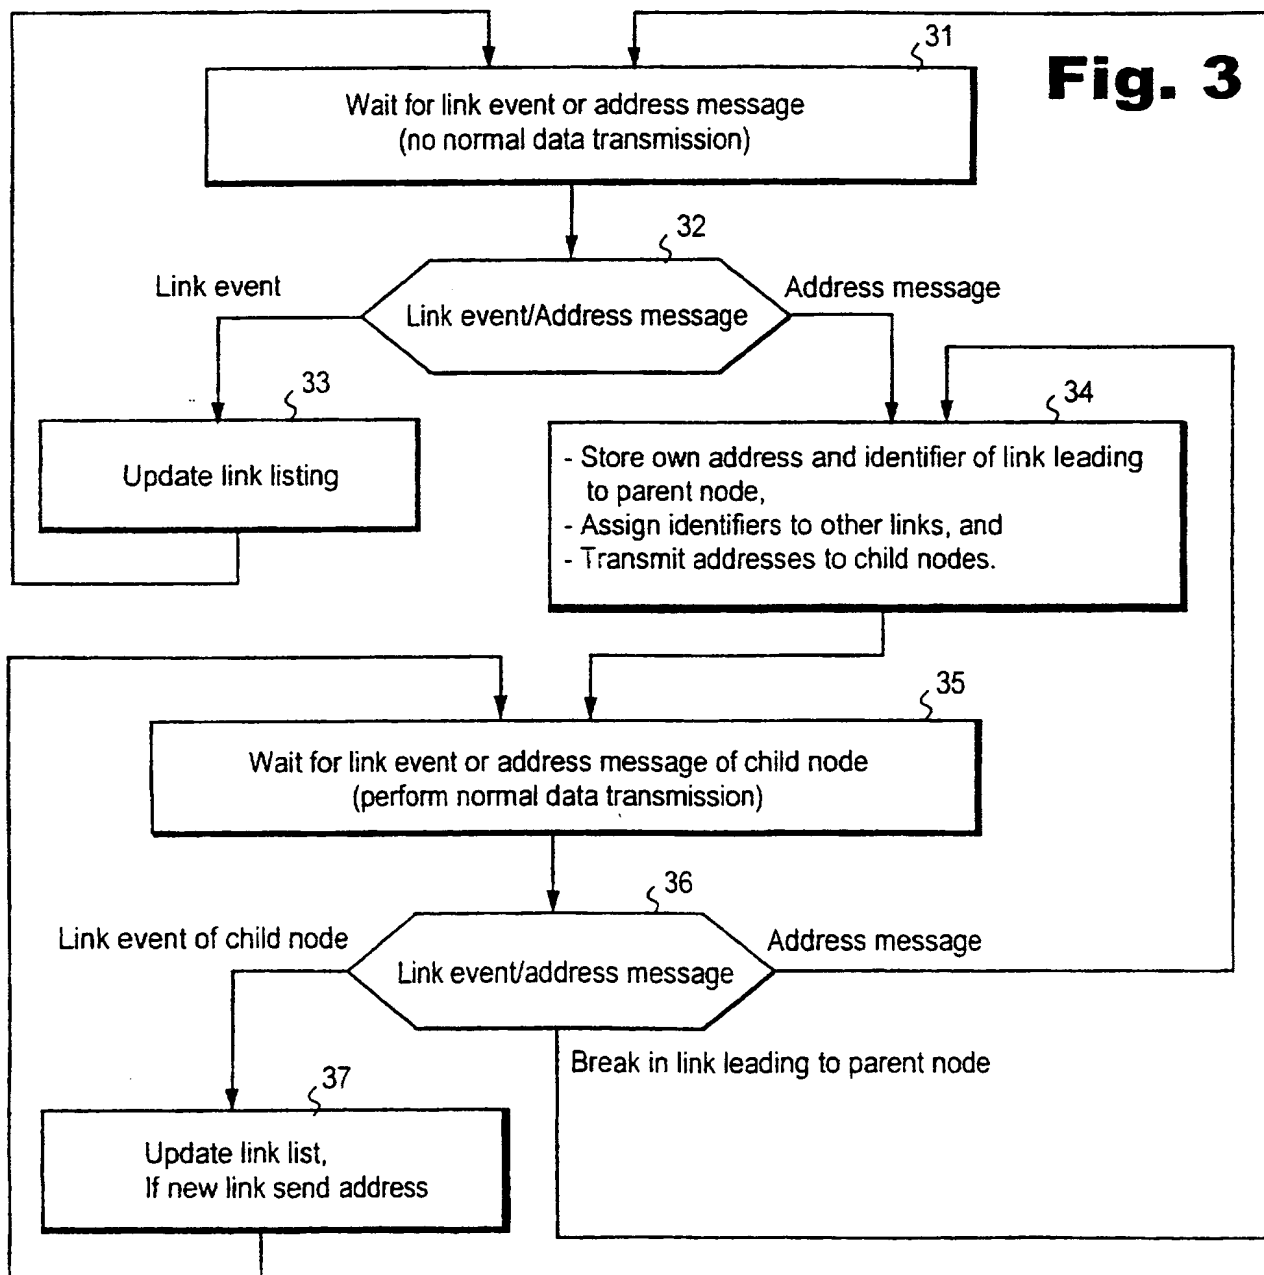 31
Fig. 3
Wait for link event or address message
(no normal data transmission)
32
Link event
Address message
Link event/Address message
33
34
Update link listing
- Store own address and identifier of link leading
to parent node,
- Assign identifiers to other links, and
- Transmit addresses to child nodes.
35
Wait for link event or address message of child node
(perform normal data transmission)
36
Link event of child node
Address message
Link event/address message
Break in link leading to parent node
37
Update link list,
If new link send address